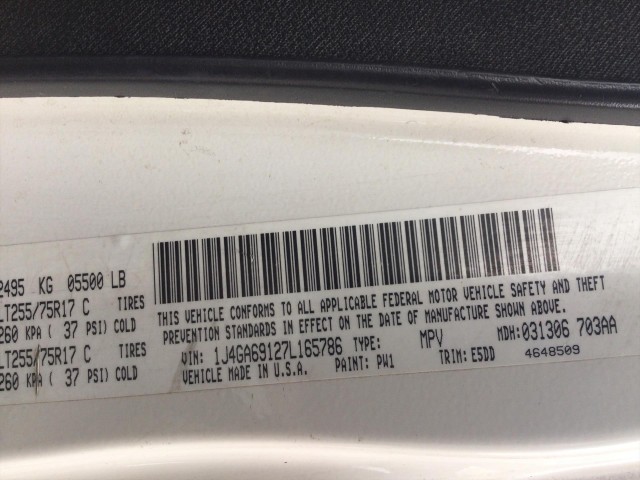 2495 KG 05500 LB
LT255/75R17 C TIRES
260 KPA ( 37 PSI) COLD
LT255/75R17 C TIRES
260 KPA ( 37 PSI) COLD
THIS VEHICLE CONFORMS TO ALL APPLICABLE FEDERAL MOTOR VEHICLE SAFETY AND THEFT
PREVENTION STANDARDS IN EFFECT ON THE DATE OF MANUFACTURE SHOWN ABOVE.
VIN: 1J4GA69127L165786 TYPE: MPV MDH: 031306 703AA
VEHICLE MADE IN U.S.A. PAINT: PW1 TRIM: E5DD 4648509